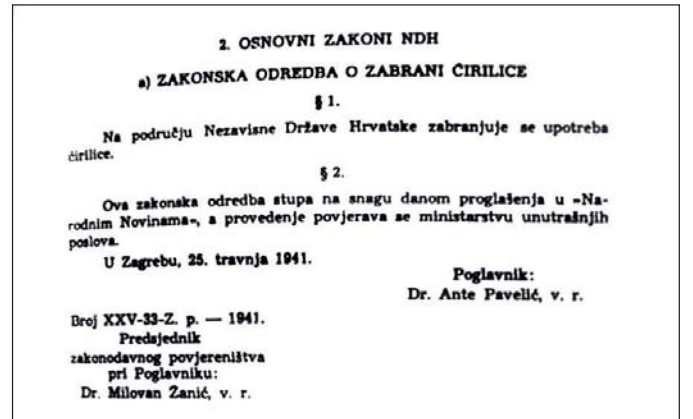 2. OSNOVNI ZAKONI NDH
a) ZAKONSKA ODREDBA O ZABRANI ĆIRILICE
§ 1.
Na području Nezavisne Države Hrvatske zabranjuje se upotreba
ćirilice.
§ 2.
Ova zakonska odredba stupa na snagu danom proglašenja u »Na-
rodnim Novinama«, a provedenje povjerava se ministarstvu unutrašnjih
poslova.
U Zagrebu, 25. travnja 1941.
Poglavnik:
Dr. Ante Pavelić, v. r.
Broj XXV-33-Z. p. — 1941.
Predsjednik
zakonodavnog povjereništva
pri Poglavniku:
Dr. Milovan Žanić, v. r.